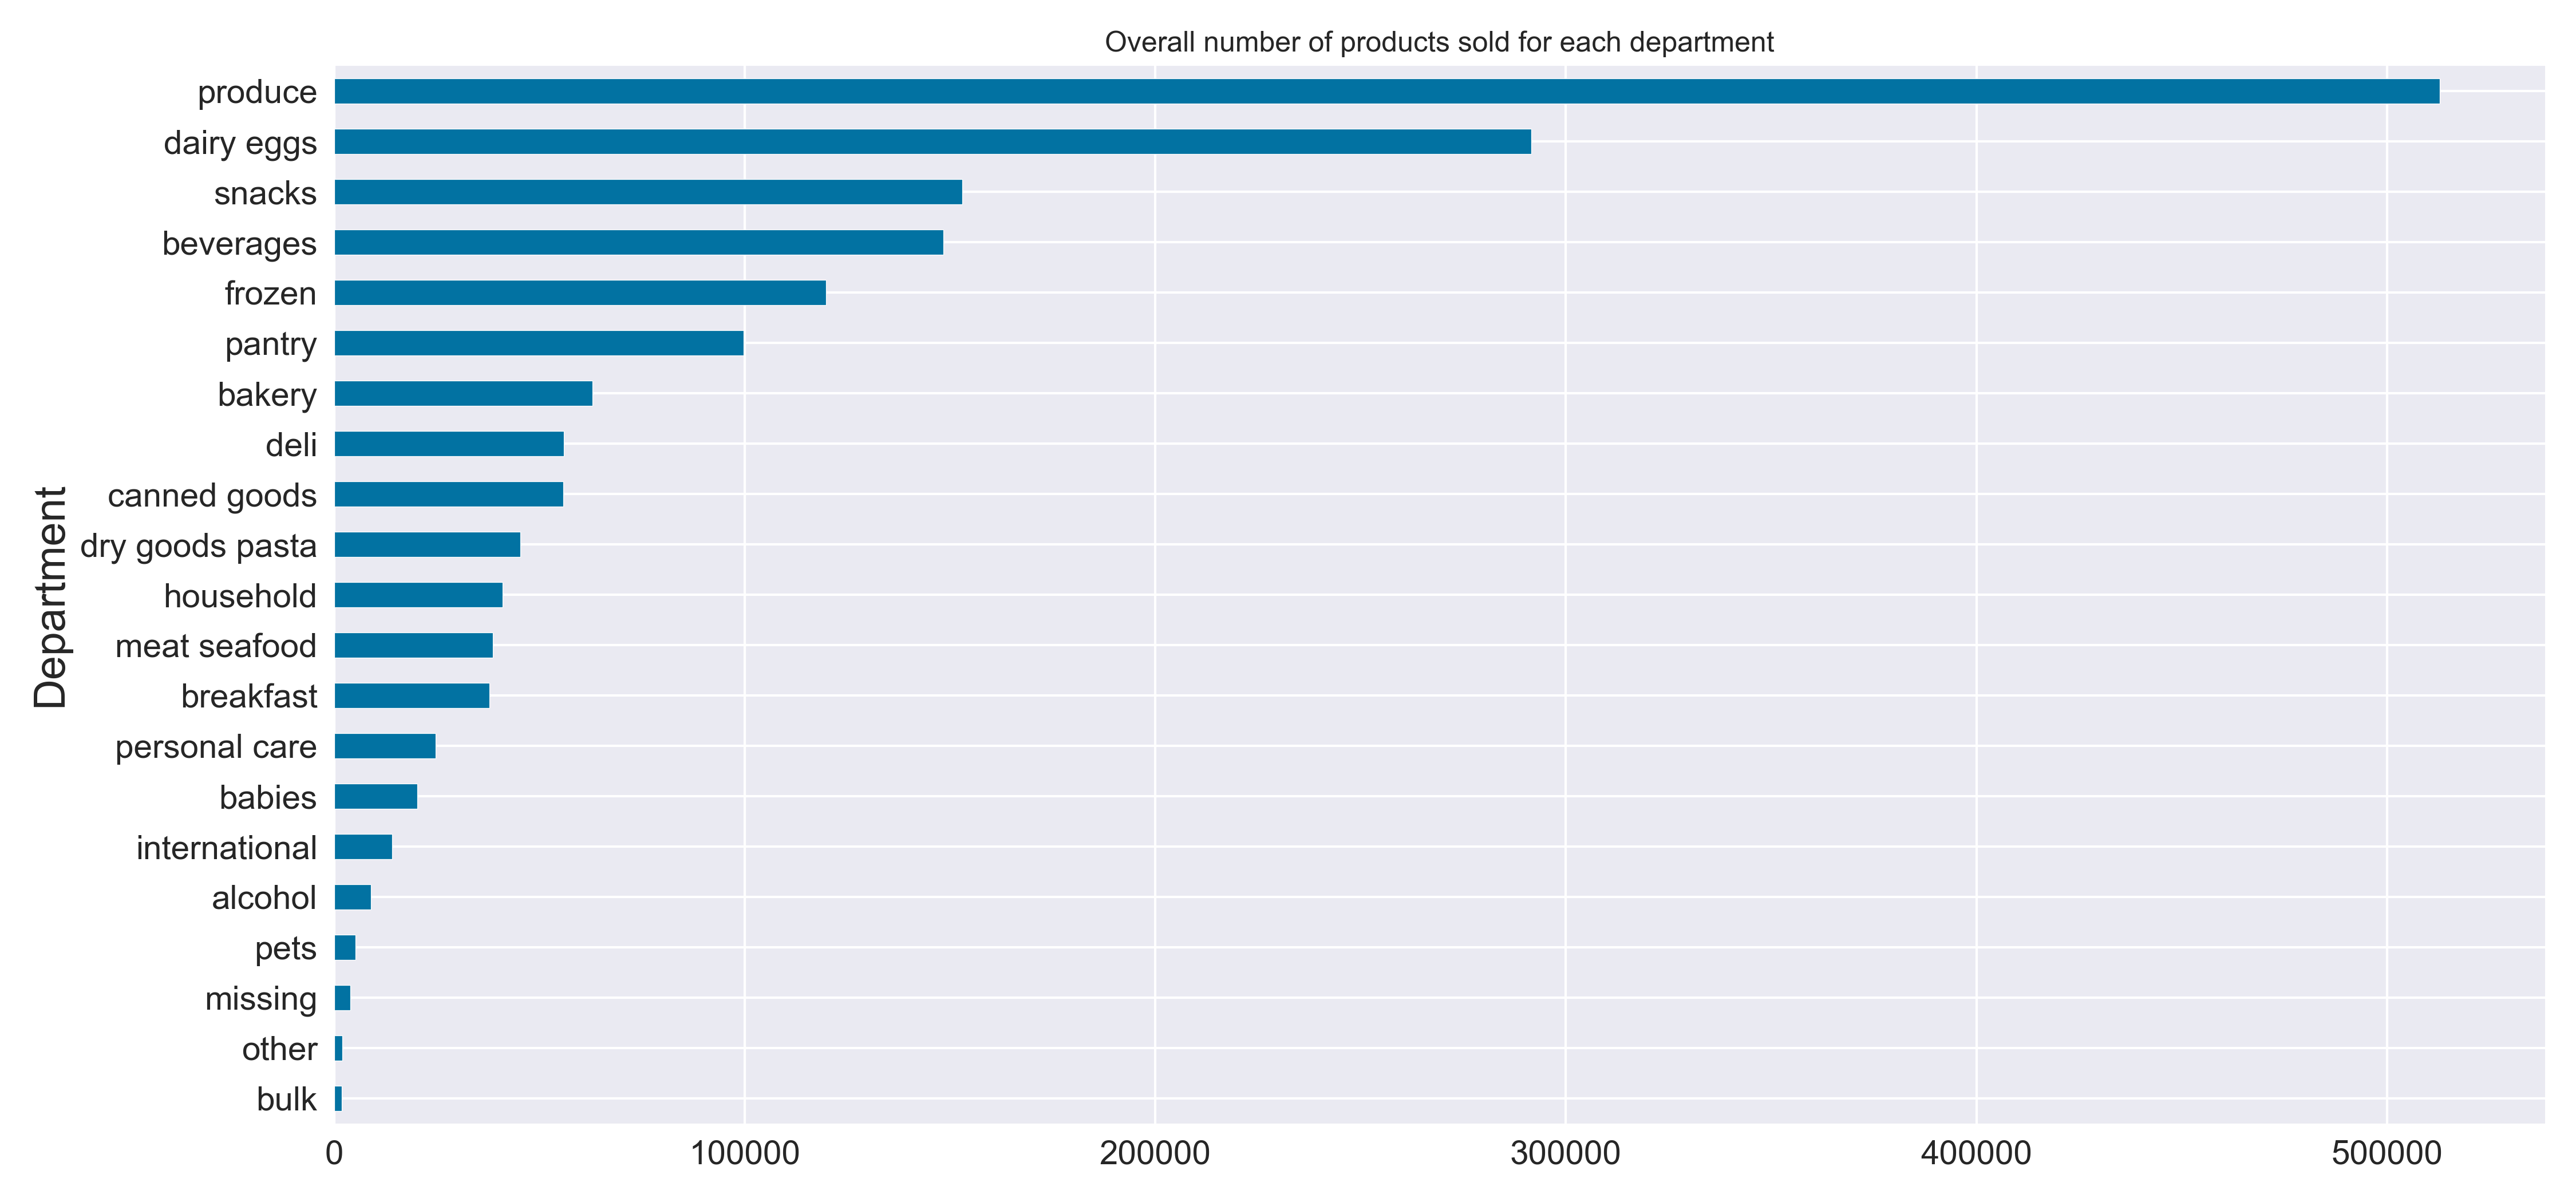 Overall number of products sold for each department
produce
dairy eggs
snacks
beverages
frozen
pantry
bakery
deli
canned goods
dry goods pasta
household
meat seafood
breakfast
personal care
babies
international
alcohol
pets
missing
other
bulk
Department
0 100000 200000 300000 400000 500000